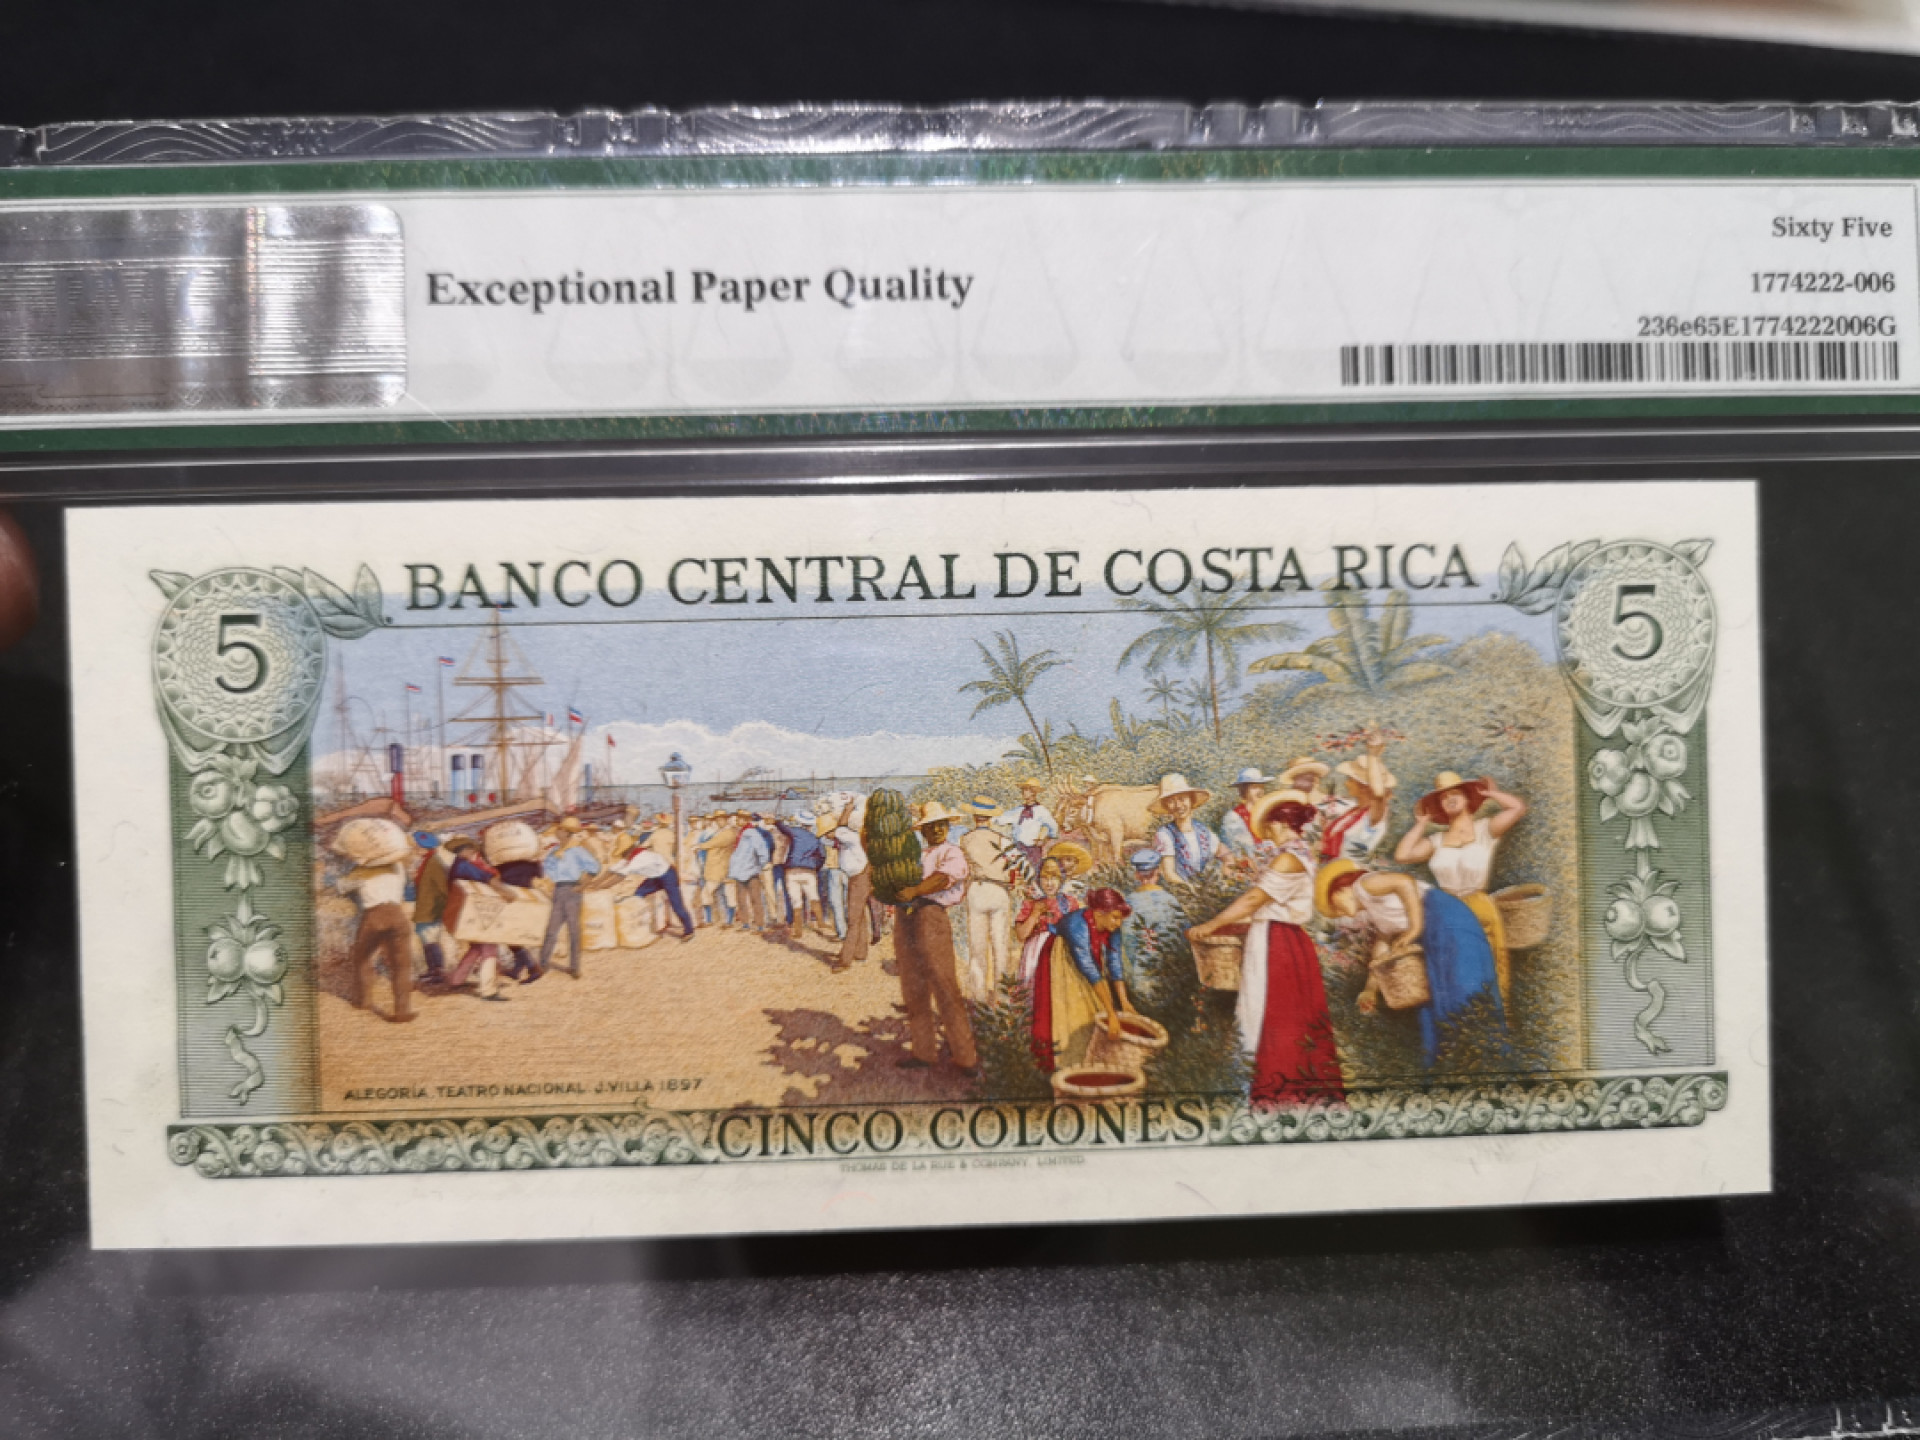 Exceptional Paper Quality
Sixty Five
1774222-006
236e65E1774222006G
BANCO CENTRAL DE COSTA RICA
5
5
ALEGORÍA TEATRO NACIONAL J.VILLA 1897
CINCO COLONES
THOMAS DE LA RUE & COMPANY, LIMITED.